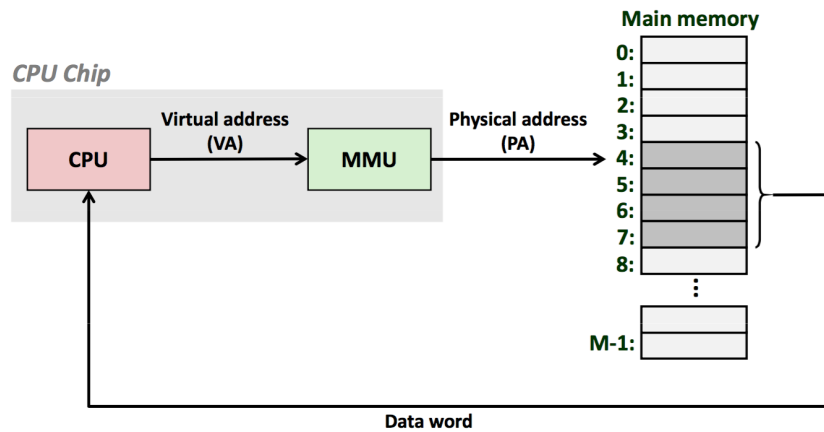 Main memory
CPU Chip
Virtual address
(VA)
Physical address
(PA)
CPU
MMU
0:
1:
2:
3:
4:
5:
6:
7:
8:
...
M-1:
Data word